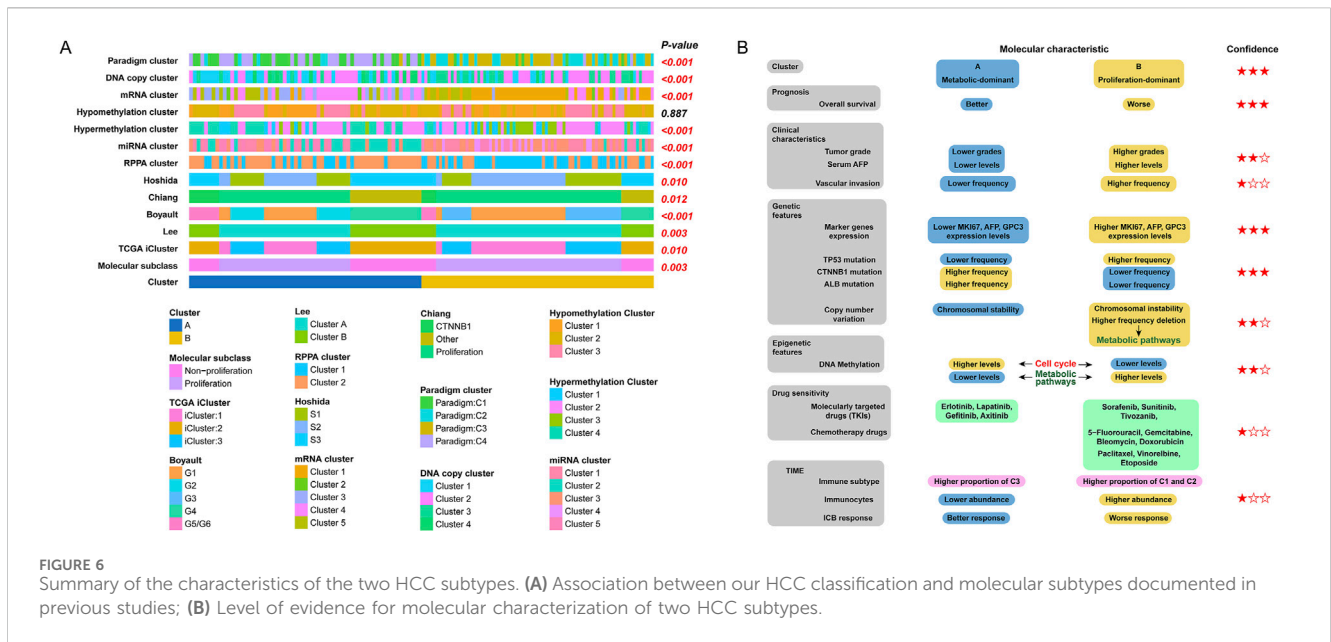 A
P-value
Paradigm cluster <0.001
DNA copy cluster <0.001
mRNA cluster <0.001
Hypomethylation cluster 0.887
Hypermethylation cluster <0.001
miRNA cluster <0.001
RPPA cluster <0.001
Hoshida 0.010
Chiang 0.012
Boyault <0.001
Lee 0.003
TCGA iCluster 0.010
Molecular subclass 0.003
Cluster
Cluster
A
B
Molecular subclass
Non−proliferation
Proliferation
TCGA iCluster
iCluster:1
iCluster:2
iCluster:3
Boyault
G1
G2
G3
G4
G5/G6
Lee
Cluster A
Cluster B
RPPA cluster
Cluster 1
Cluster 2
Hoshida
S1
S2
S3
mRNA cluster
Cluster 1
Cluster 2
Cluster 3
Cluster 4
Cluster 5
Chiang
CTNNB1
Other
Proliferation
Paradigm cluster
Paradigm:C1
Paradigm:C2
Paradigm:C3
Paradigm:C4
DNA copy cluster
Cluster 1
Cluster 2
Cluster 3
Cluster 4
Hypomethylation Cluster
Cluster 1
Cluster 2
Cluster 3
Hypermethylation Cluster
Cluster 1
Cluster 2
Cluster 3
Cluster 4
miRNA cluster
Cluster 1
Cluster 2
Cluster 3
Cluster 4
Cluster 5
B
Molecular characteristic Confidence
Cluster
A
Metabolic-dominant
B
Proliferation-dominant
★★★
Prognosis
Overall survival Better Worse ★★★
Clinical
characteristics
Tumor grade Lower grades Higher grades
Serum AFP Lower levels Higher levels
★★☆
Vascular invasion Lower frequency Higher frequency ★☆☆
Genetic
features
Marker genes
expression
Lower MKI67, AFP, GPC3
expression levels
Higher MKI67, AFP, GPC3
expression levels
★★★
TP53 mutation Lower frequency Higher frequency
CTNNB1 mutation Higher frequency Lower frequency
ALB mutation Higher frequency Lower frequency
★★★
Copy number
variation
Chromosomal stability
Chromosomal instability
Higher frequency deletion
Metabolic pathways
★★☆
Epigenetic
features
DNA Methylation
Higher levels Cell cycle Lower levels
Lower levels Metabolic pathways Higher levels
★★☆
Drug sensitivity
Molecularly targeted
drugs (TKIs)
Erlotinib, Lapatinib,
Gefitinib, Axitinib
Sorafenib, Sunitinib,
Tivozanib,
Chemotherapy drugs
5−Fluorouracil, Gemcitabine,
Bleomycin, Doxorubicin
Paclitaxel, Vinorelbine,
Etoposide
★☆☆
TIME
Immune subtype Higher proportion of C3 Higher proportion of C1 and C2
Immunocytes Lower abundance Higher abundance
★☆☆
ICB response Better response Worse response
FIGURE 6
Summary of the characteristics of the two HCC subtypes. (A) Association between our HCC classification and molecular subtypes documented in
previous studies; (B) Level of evidence for molecular characterization of two HCC subtypes.